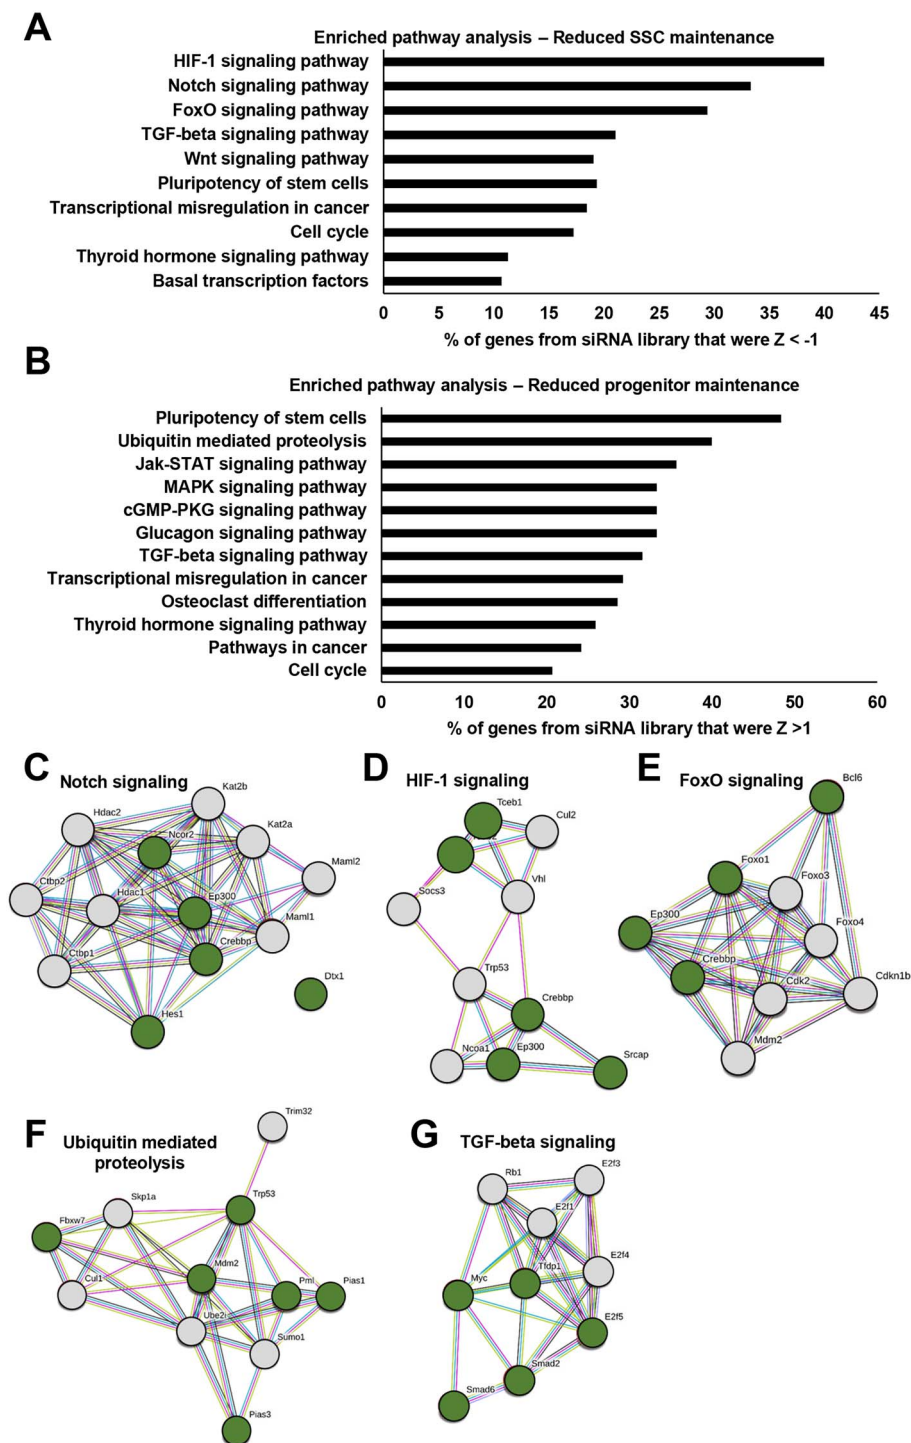 A
Enriched pathway analysis – Reduced SSC maintenance
HIF-1 signaling pathway
Notch signaling pathway
FoxO signaling pathway
TGF-beta signaling pathway
Wnt signaling pathway
Pluripotency of stem cells
Transcriptional misregulation in cancer
Cell cycle
Thyroid hormone signaling pathway
Basal transcription factors
0 5 10 15 20 25 30 35 40 45
% of genes from siRNA library that were Z < -1
B
Enriched pathway analysis – Reduced progenitor maintenance
Pluripotency of stem cells
Ubiquitin mediated proteolysis
Jak-STAT signaling pathway
MAPK signaling pathway
cGMP-PKG signaling pathway
Glucagon signaling pathway
TGF-beta signaling pathway
Transcriptional misregulation in cancer
Osteoclast differentiation
Thyroid hormone signaling pathway
Pathways in cancer
Cell cycle
0 10 20 30 40 50 60
% of genes from siRNA library that were Z >1
C
Notch signaling
Kat2b
Hdac2
Ncor2
Kat2a
Maml2
Ctbp2
Hdac1
Ep300
Maml1
Crebbp
Ctbp1
Dtx1
Hes1
D
HIF-1 signaling
Tceb1
Cul2
Vhl
Socs3
Trp53
Crebbp
Ncoa1
Ep300
Srcap
E
FoxO signaling
Bcl6
Foxo1
Foxo3
Ep300
Foxo4
Crebbp
Cdk2
Cdkn1b
Mdm2
F
Ubiquitin mediated
proteolysis
Trim32
Skp1a
Trp53
Fbxw7
Mdm2
Cul1
Pml
Pias1
Ube2i
Sumo1
Pias3
G
TGF-beta signaling
Rb1
E2f3
E2f1
E2f4
Myc
Tfdp1
E2f5
Smad2
Smad6